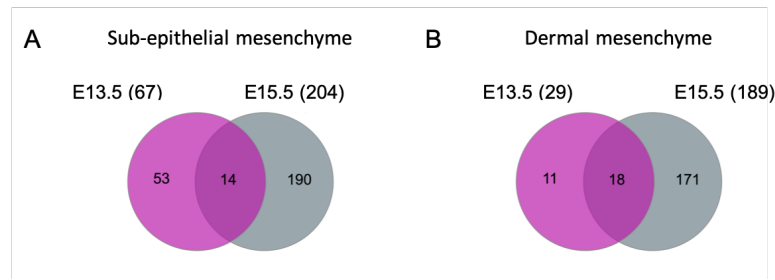 A Sub-epithelial mesenchyme
E13.5 (67) E15.5 (204)
53 14 190
B Dermal mesenchyme
E13.5 (29) E15.5 (189)
11 18 171